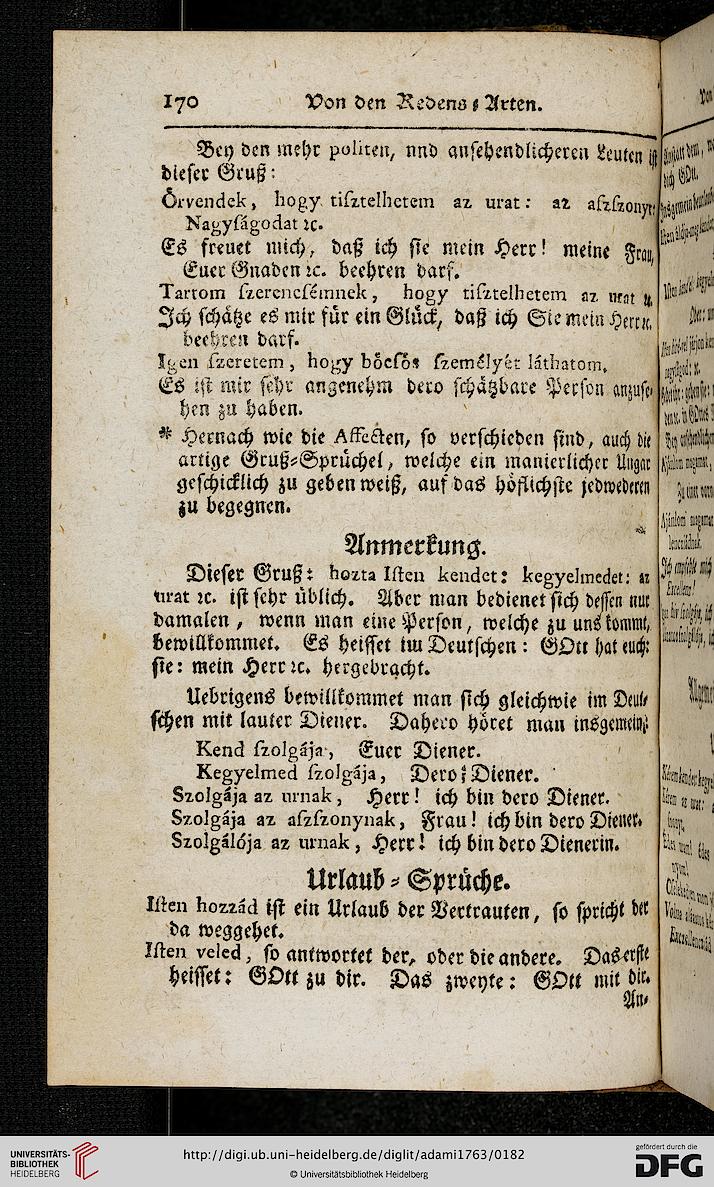 170 Von den Redens⸗Arten.
Bey den mehr politen, nnd ansehendlicheren Leuten ist
dieser Gruß:
Örvendek, hogy tiſztelhetem az urat: az aſzſzonyt:
Nagyſágodat ꝛc.
Es freuet mich, daß ich sie mein Herr! meine Frau,
Euer Gnaden ꝛc. beehren darf.
Tartom ſzerencſémnek, hogy tiſztelhetem az urat ꝛc.
Ich schätze es mir für ein Glück, daß ich Sie mein Herr ꝛc.
beehren darf.
Igen ſzeretem, hogy bőcſős ſzemélyét láthatom.
Es ist mir sehr angenehm dero schätzbare Person anzuse⸗
hen zu haben.
* Hernach wie die Affecten, so verschieden sind, auch die
artige Gruß⸗Sprüchel, welche ein manierlicher Ungar
geschicklich zu geben weiß, auf das höflichste jedwederen
zu begegnen.
Anmerkung.
Dieser Gruß: hozta Iſten kendet: kegyelmedet: az
urat ꝛc. ist sehr üblich. Aber man bedienet sich dessen nur
damalen, wenn man eine Person, welche zu uns kommt,
bewillkommet. Es heisset im Deutschen: GOtt hat euch:
sie: mein Herr ꝛc. hergebracht.
Uebrigens bewillkommet man sich gleichwie im Deut⸗
schen mit lauter Diener. Dahero höret man insgemein:
Kend ſzolgája, Euer Diener.
Kegyelmed ſzolgája, Dero⸗Diener.
Szolgája az urnak, Herr! ich bin dero Diener.
Szolgája az aſzſzonynak, Frau! ich bin dero Diener.
Szolgálója az urnak, Herr! ich bin dero Dienerin.
Urlaub⸗Sprüche.
Iſten hozzád ist ein Urlaub der Vertrauten, so spricht der
da weggehet.
Iſten veled, so antwortet der, oder die andere. Das erste
heisset: GOtt zu dir. Das zweyte: GOtt mit dir.
An⸗
UNIVERSITÄTS-
BIBLIOTHEK
HEIDELBERG
http://digi.ub.uni-heidelberg.de/diglit/adami1763/0182
© Universitätsbibliothek Heidelberg
gefördert durch die
DFG